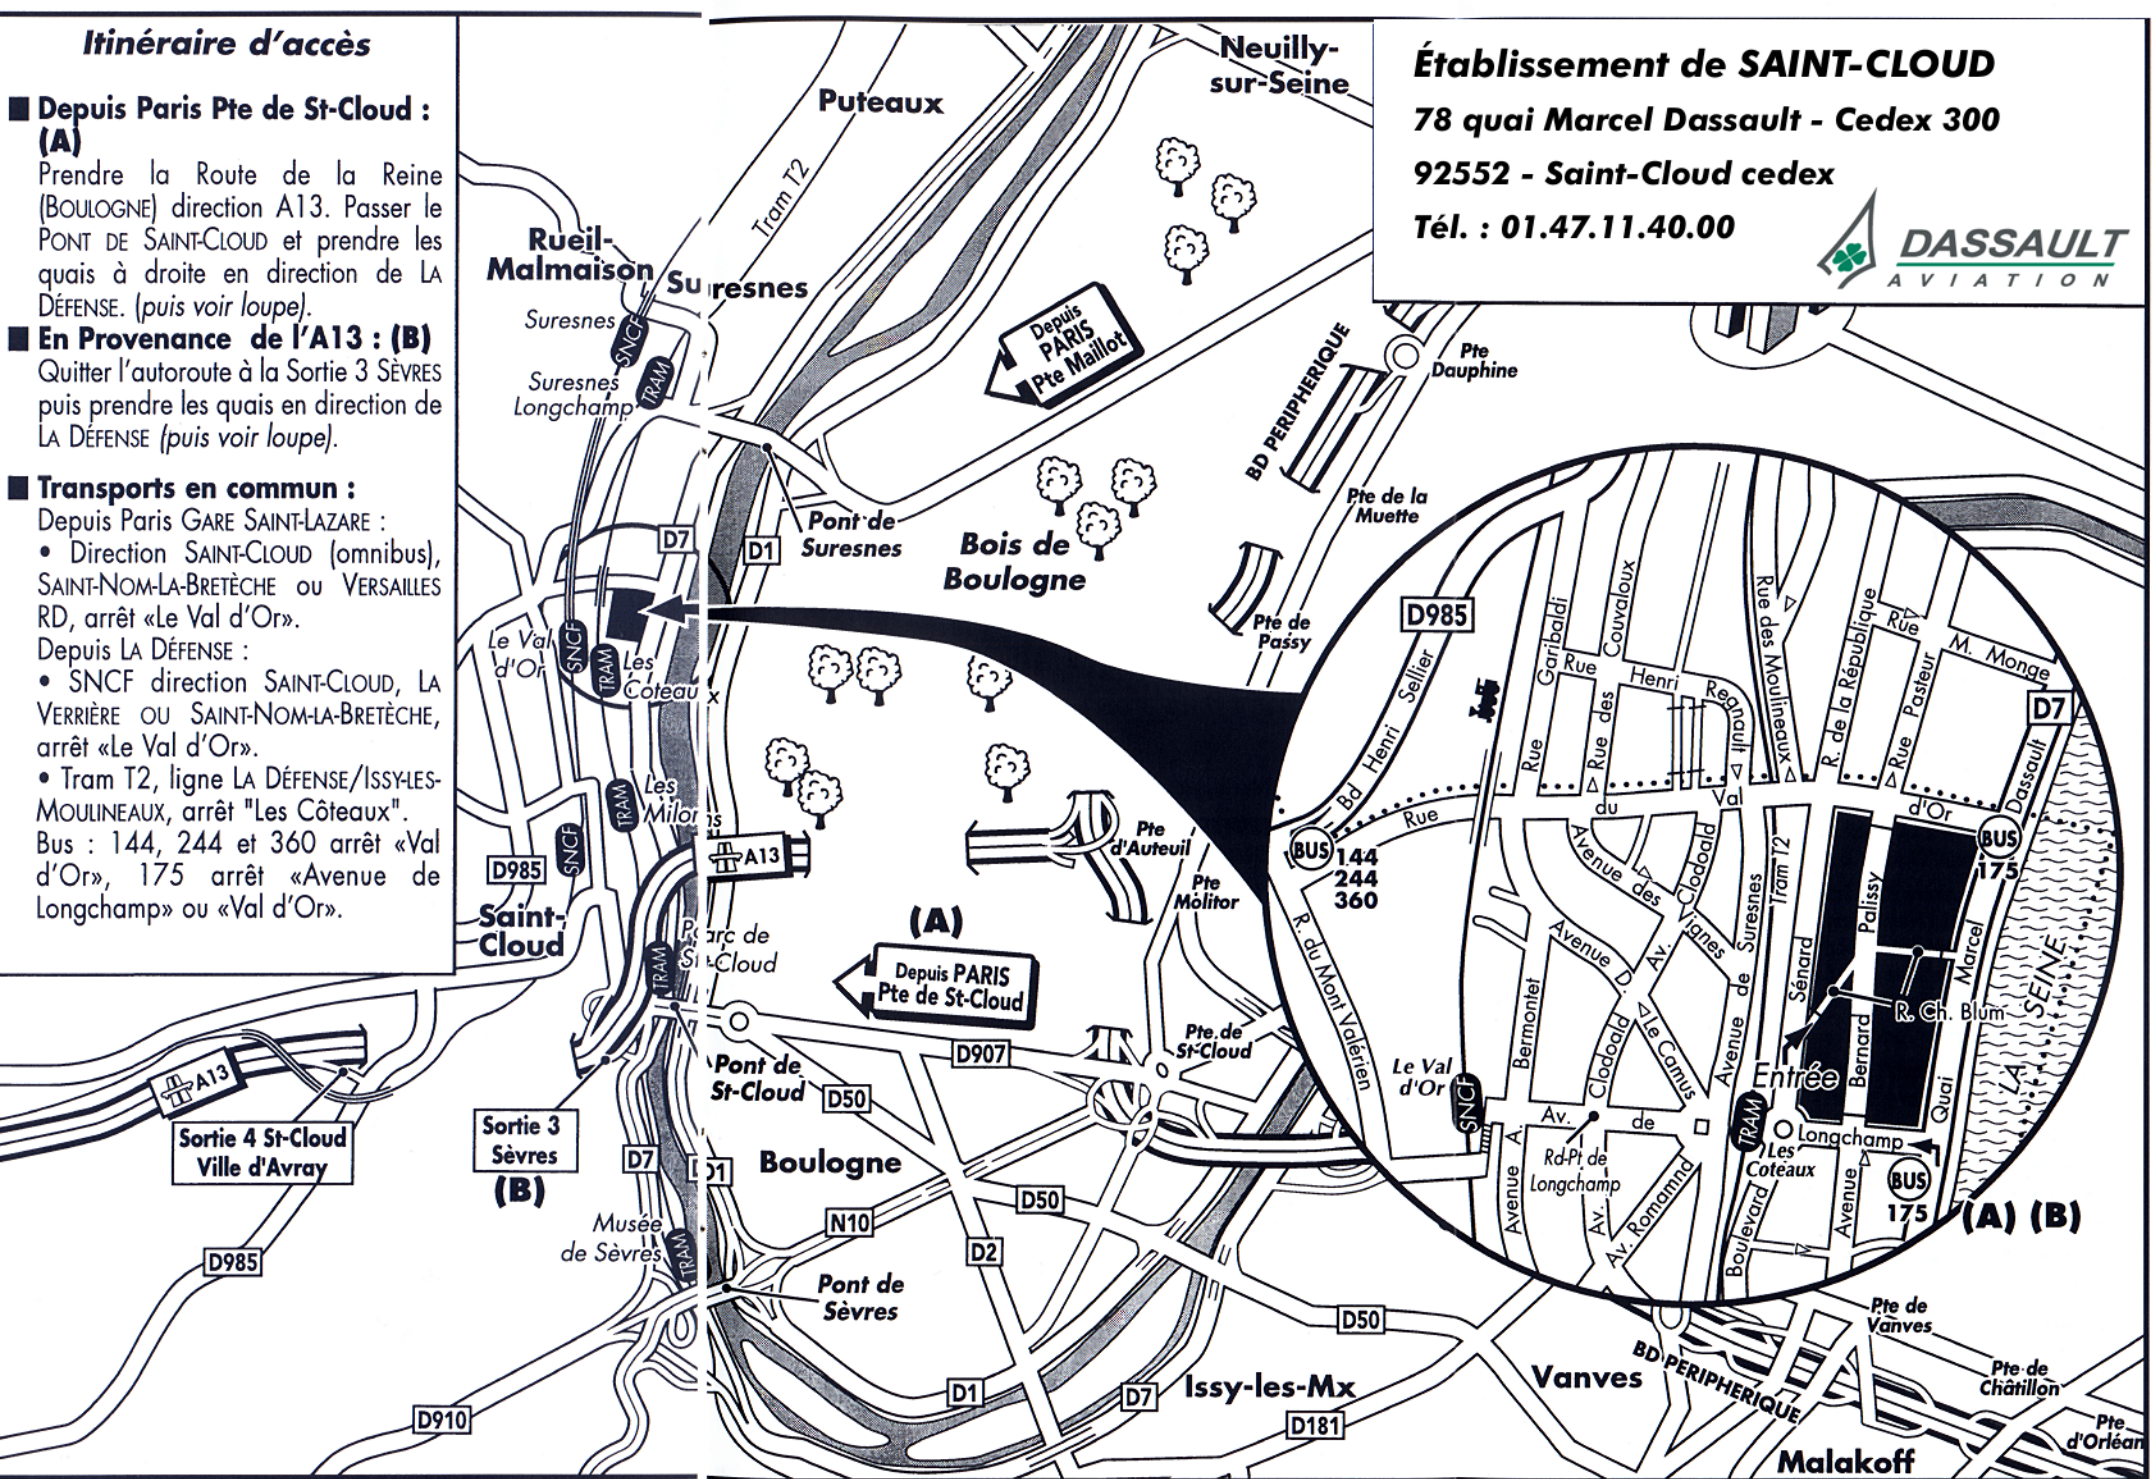 Itinéraire d'accès
■ Depuis Paris Pte de St-Cloud :
(A)
Prendre la Route de la Reine
(BOULOGNE) direction A13. Passer le
PONT DE SAINT-CLOUD et prendre les
quais à droite en direction de LA
DÉFENSE. (puis voir loupe).
■ En Provenance de l'A13 : (B)
Quitter l'autoroute à la Sortie 3 SÈVRES
puis prendre les quais en direction de
LA DÉFENSE (puis voir loupe).
■ Transports en commun :
Depuis Paris GARE SAINT-LAZARE :
• Direction SAINT-CLOUD (omnibus),
SAINT-NOM-LA-BRETÈCHE OU VERSAILLES
RD, arrêt «Le Val d'Or».
Depuis LA DÉFENSE :
• SNCF direction SAINT-CLOUD, LA
VERRIÈRE OU SAINT-NOM-LA-BRETÈCHE,
arrêt «Le Val d'Or».
• Tram T2, ligne LA DÉFENSE/ISSY-LES-
MOULINEAUX, arrêt "Les Côteaux".
Bus : 144, 244 et 360 arrêt «Val
d'Or», 175 arrêt «Avenue de
Longchamp» ou «Val d'Or».
Établissement de SAINT-CLOUD
78 quai Marcel Dassault - Cedex 300
92552 - Saint-Cloud cedex
Tél. : 01.47.11.40.00
DASSAULT
AVIATION
Neuilly-
sur-Seine
Puteaux
Tram T2
Rueil-
Malmaison
Suresnes
Suresnes
SNCF
Suresnes
Longchamp
TRAM
Depuis
PARIS
Pte Maillot
BD PERIPHERIQUE
Pte
Dauphine
Pte de la
Muette
Pont de
Suresnes
Bois de
Boulogne
D7
D1
Pte de
Passy
Le Val
d'Or
SNCF
TRAM
Les
Coteaux
Les
Milons
TRAM
SNCF
A13
D985
Saint-
Cloud
Parc de
St-Cloud
TRAM
Pte
d'Auteuil
Pte
Molitor
(A)
Depuis PARIS
Pte de St-Cloud
Pte de
St-Cloud
D907
Pont de
St-Cloud
D50
A13
Sortie 4 St-Cloud
Ville d'Avray
Sortie 3
Sèvres
(B)
D7
D1
Boulogne
D50
N10
D2
Musée
de Sèvres
TRAM
D985
Pont de
Sèvres
D50
D1
D7
Issy-les-Mx
D181
D910
Vanves
BD PERIPHERIQUE
Pte de
Vanves
Pte de
Châtillon
Pte
d'Orléan
Malakoff
D985
Bd Henri Sellier
Rue Garibaldi
Rue des Couvaloux
Rue Henri Regnault
Rue des Moulineaux
R. de la République
Rue Pasteur
Rue M. Monge
D7
Rue du Val d'Or
BUS
144
244
360
BUS
175
R. du Mont Valérien
Avenue des Vignes
Av. Clodoald
Avenue D. Le Camus
Clodoald
Avenue de Suresnes
Tram T2
Sénard
Palissy
Bernard
R. Ch. Blum
Quai Marcel Dassault
LA SEINE
Bermontet
Avenue A.
Le Val
d'Or
SNCF
Entrée
TRAM
Les
Coteaux
Av. de Longchamp
Rd-Pt de
Longchamp
Av.
Av. Romamnd
Boulevard
Avenue
BUS
175
(A) (B)